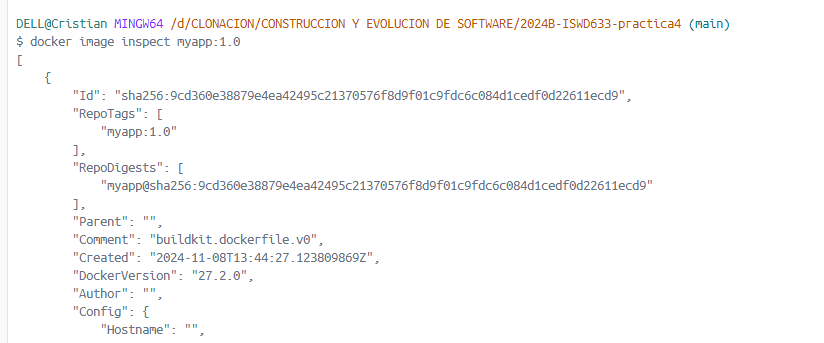 DELL@Cristian MINGW64 /d/CLONACION/CONSTRUCCION Y EVOLUCION DE SOFTWARE/2024B-ISWD633-practica4 (main)
$ docker image inspect myapp:1.0
[
    {
        "Id": "sha256:9cd360e38879e4ea42495c21370576f8d9f01c9fdc6c084d1cedf0d22611ecd9",
        "RepoTags": [
            "myapp:1.0"
        ],
        "RepoDigests": [
            "myapp@sha256:9cd360e38879e4ea42495c21370576f8d9f01c9fdc6c084d1cedf0d22611ecd9"
        ],
        "Parent": "",
        "Comment": "buildkit.dockerfile.v0",
        "Created": "2024-11-08T13:44:27.123809869Z",
        "DockerVersion": "27.2.0",
        "Author": "",
        "Config": {
            "Hostname": "",